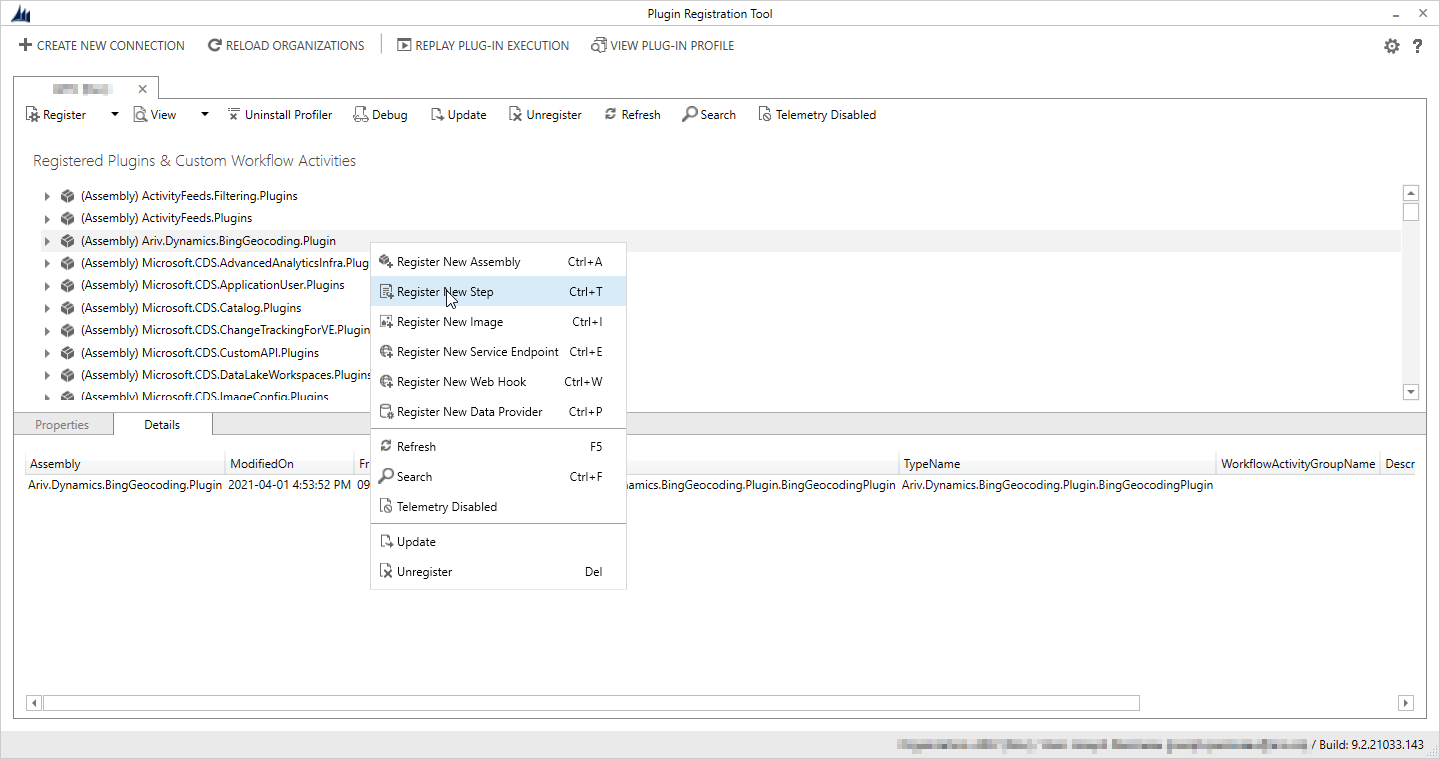 Plugin Registration Tool
CREATE NEW CONNECTION RELOAD ORGANIZATIONS REPLAY PLUG-IN EXECUTION VIEW PLUG-IN PROFILE ?
Register View Uninstall Profiler Debug Update Unregister Refresh Search Telemetry Disabled
Registered Plugins & Custom Workflow Activities
(Assembly) ActivityFeeds.Filtering.Plugins
(Assembly) ActivityFeeds.Plugins
(Assembly) Ariv.Dynamics.BingGeocoding.Plugin
(Assembly) Microsoft.CDS.AdvancedAnalyticsInfra.Plug
(Assembly) Microsoft.CDS.ApplicationUser.Plugins
(Assembly) Microsoft.CDS.Catalog.Plugins
(Assembly) Microsoft.CDS.ChangeTrackingForVE.Plugin
(Assembly) Microsoft.CDS.CustomAPI.Plugins
(Assembly) Microsoft.CDS.DataLakeWorkspaces.Plugins
(Assembly) Microsoft.CDS.ImageConfig.Plugins
Register New Assembly Ctrl+A
Register New Step Ctrl+T
Register New Image Ctrl+I
Register New Service Endpoint Ctrl+E
Register New Web Hook Ctrl+W
Register New Data Provider Ctrl+P
Refresh F5
Search Ctrl+F
Telemetry Disabled
Update
Unregister Del
Properties Details
Assembly ModifiedOn Fr TypeName WorkflowActivityGroupName Descr
Ariv.Dynamics.BingGeocoding.Plugin 2021-04-01 4:53:52 PM 09 amics.BingGeocoding.Plugin.BingGeocodingPlugin Ariv.Dynamics.BingGeocoding.Plugin.BingGeocodingPlugin
/ Build: 9.2.21033.143